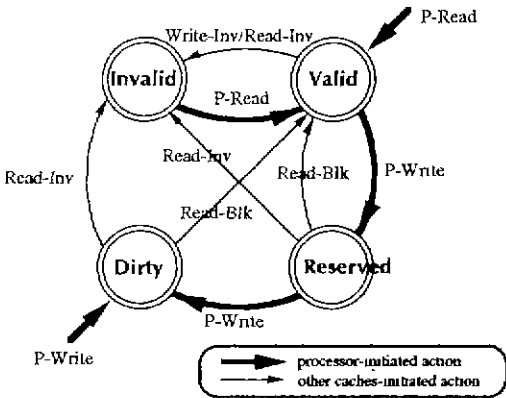 P-Read
Write-Inv/Read-Inv
Invalid
Valid
P-Read
Read-Inv
Read-Inv
Read-Blk
P-Write
Read-Blk
Dirty
Reserved
P-Write
P-Write
processor-initiated action
other caches-initiated action